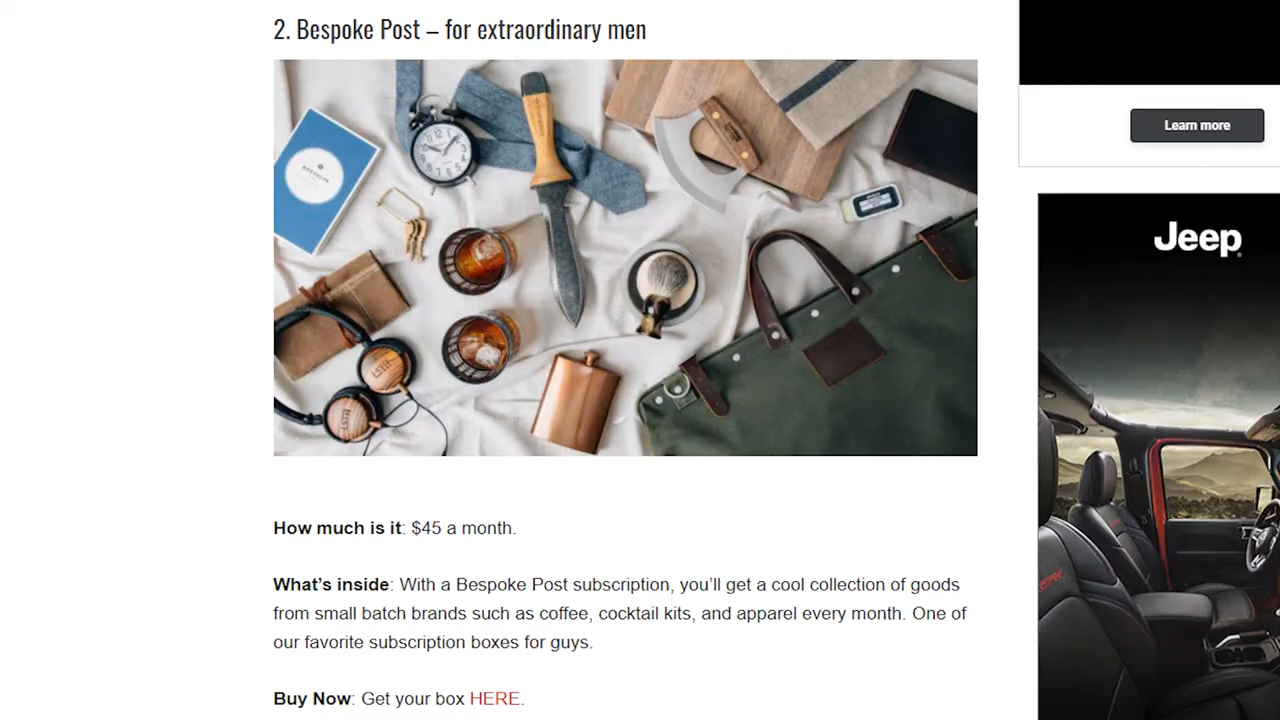 2. Bespoke Post – for extraordinary men
Learn more
Jeep
How much is it: $45 a month.
What’s inside: With a Bespoke Post subscription, you’ll get a cool collection of goods
from small batch brands such as coffee, cocktail kits, and apparel every month. One of
our favorite subscription boxes for guys.
Buy Now: Get your box HERE.